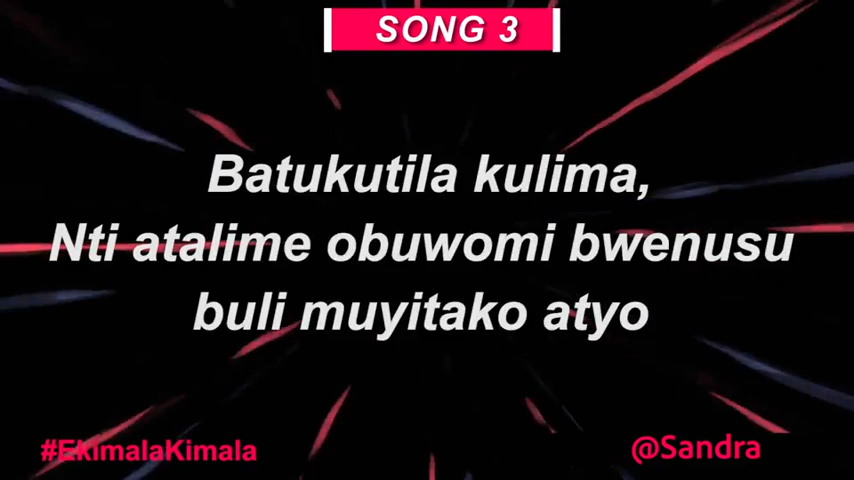 SONG 3
Batukutila kulima,
Nti atalime obuwomi bwenusu
buli muyitako atyo
#EkimalaKimala
@Sandra